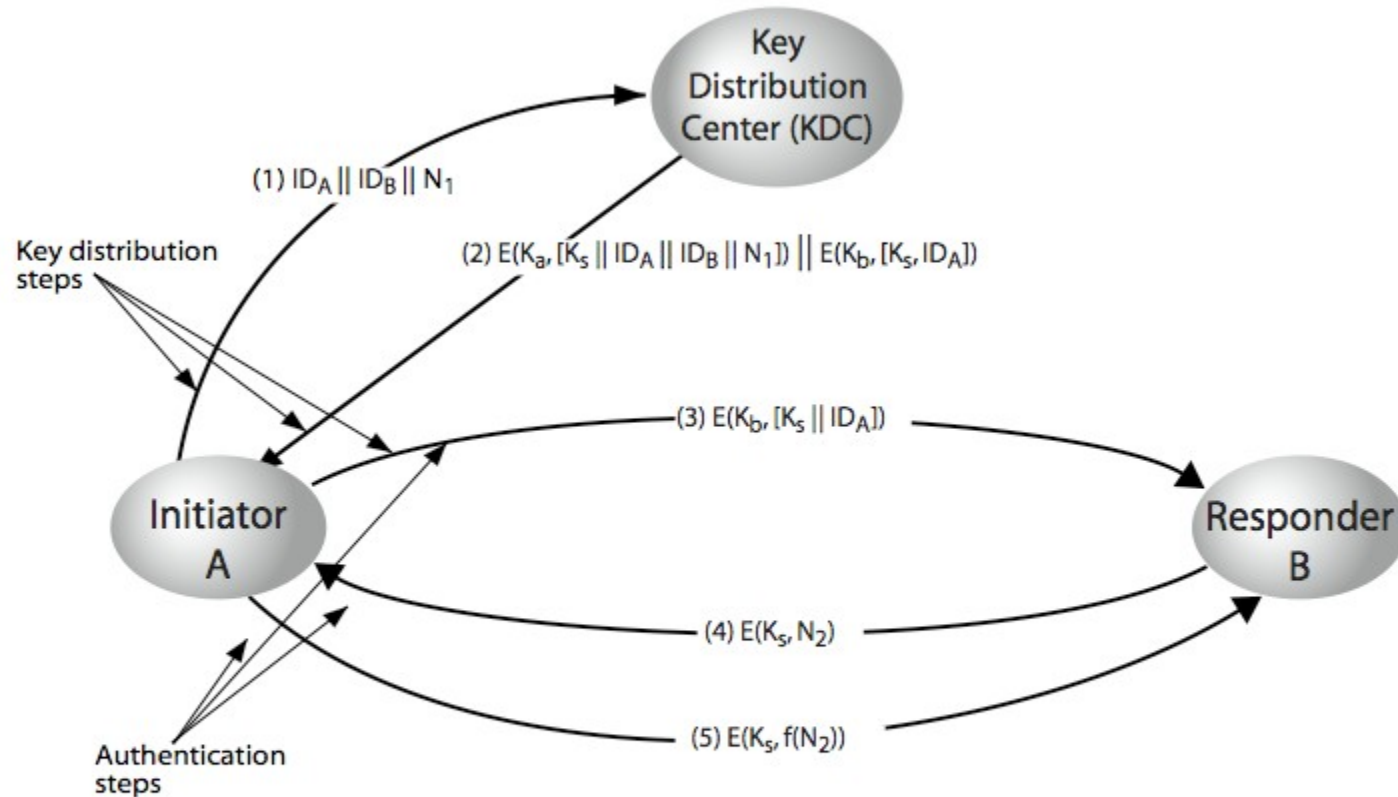 Key
Distribution
Center (KDC)
(1) ID_A || ID_B || N_1
Key distribution
steps
(2) E(K_a, [K_s || ID_A || ID_B || N_1]) || E(K_b, [K_s, ID_A])
(3) E(K_b, [K_s || ID_A])
Initiator
A
Responder
B
(4) E(K_s, N_2)
(5) E(K_s, f(N_2))
Authentication
steps